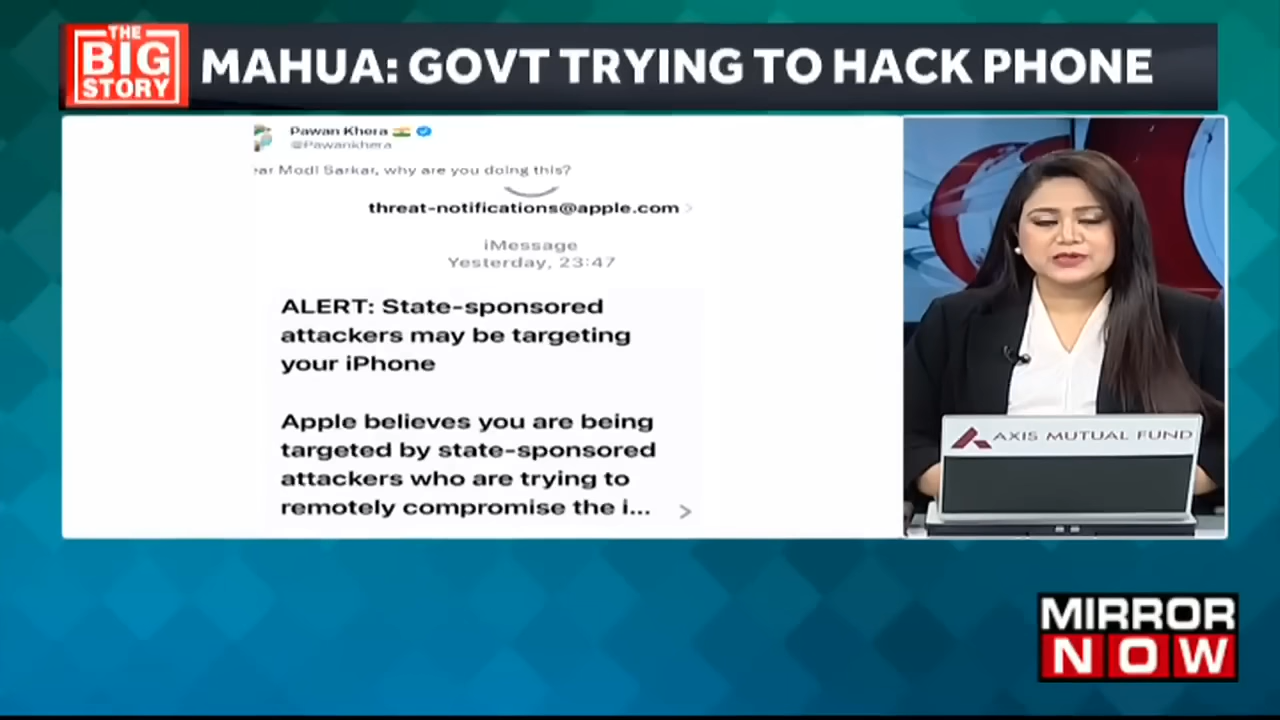 THE
BIG
STORY
MAHUA: GOVT TRYING TO HACK PHONE
Pawan Khera
@Pawankhera
ear Modi Sarkar, why are you doing this?
threat-notifications@apple.com
iMessage
Yesterday, 23:47
ALERT: State-sponsored
attackers may be targeting
your iPhone
Apple believes you are being
targeted by state-sponsored
attackers who are trying to
remotely compromise the i...
AXIS MUTUAL FUND
MIRROR
NOW